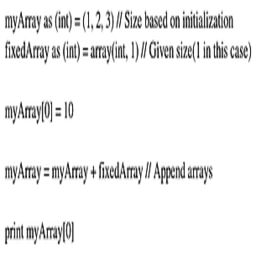 myArray as (int) = (1, 2, 3) // Size based on initialization
fixedArray as (int) = array(int, 1) // Given size(1 in this case)
myArray[0] = 10
myArray = myArray + fixedArray // Append arrays
print myArray[0]